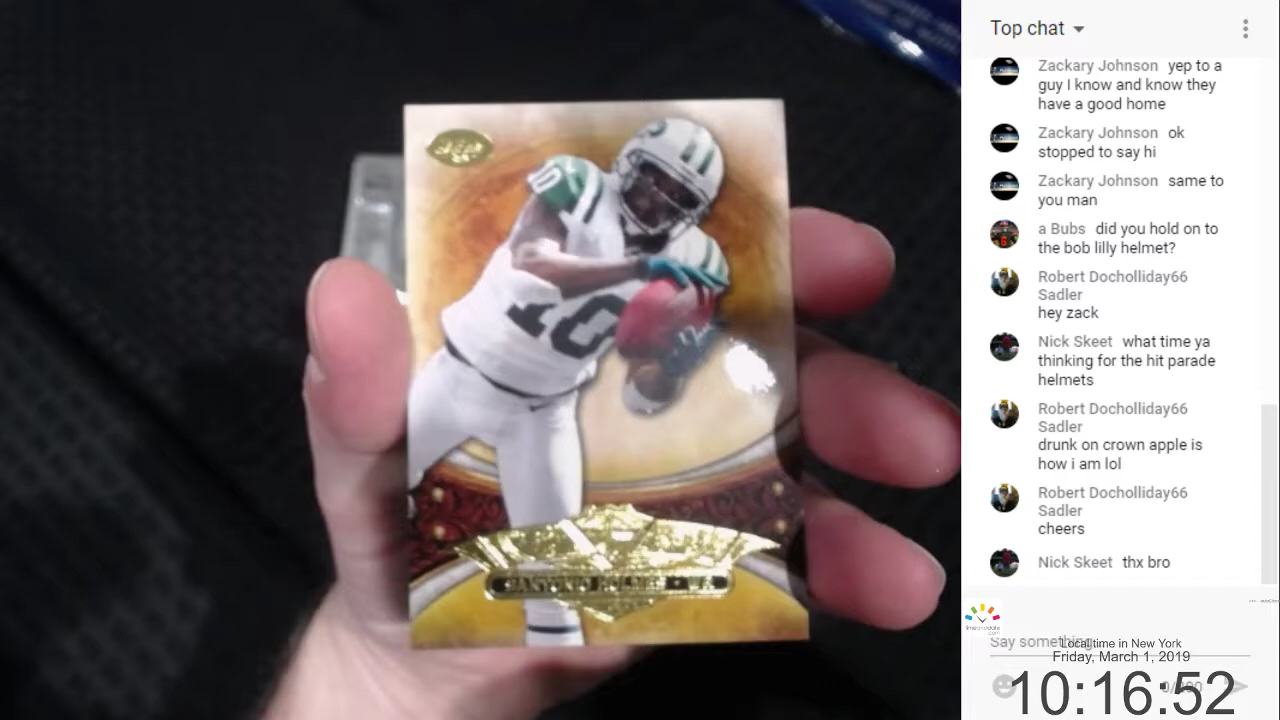 10
10
Top chat
Zackary Johnson yep to a
guy I know and know they
have a good home
Zackary Johnson ok
stopped to say hi
Zackary Johnson same to
you man
a Bubs did you hold on to
the bob lilly helmet?
Robert Docholliday66
Sadler
hey zack
Nick Skeet what time ya
thinking for the hit parade
helmets
Robert Docholliday66
Sadler
drunk on crown apple is
how i am lol
Robert Docholliday66
Sadler
cheers
Nick Skeet thx bro
Say something...
Local time in New York
Friday, March 1, 2019
10:16:52